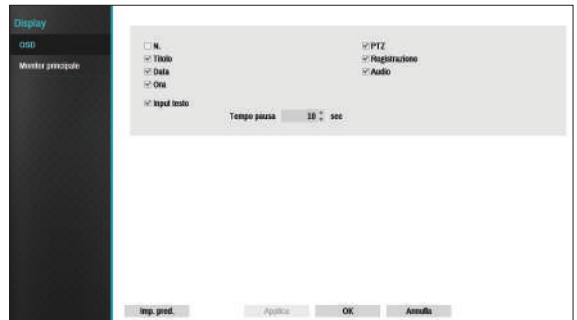 Display
OSD
Monitor principale
N.
Titolo
Data
Ora
Input testo
Tempo pausa 10 sec
PTZ
Registrazione
Audio
Imp. pred. Applica OK Annulla